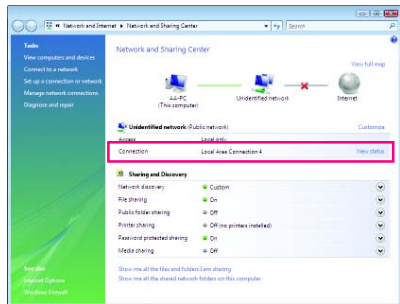 « Network and Internet ▸ Network and Sharing Center
Search
Tasks
View computers and devices
Connect to a network
Set up a connection or network
Manage network connections
Diagnose and repair
See also
Internet Options
Windows Firewall
Network and Sharing Center
View full map
AA-PC
(This computer)
Unidentified network
Internet
Unidentified network (Public network)
Customize
Access
Local only
Connection
Local Area Connection 4
View status
Sharing and Discovery
Network discovery
Custom
File sharing
On
Public folder sharing
Off
Printer sharing
Off (no printers installed)
Password protected sharing
On
Media sharing
Off
Show me all the files and folders I am sharing
Show me all the shared network folders on this computer